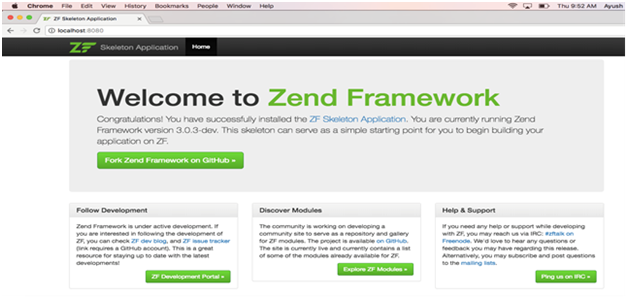 Chrome File Edit View History Bookmarks People Window Help Thu 9:52 AM Ayush
ZF Skeleton Application
localhost:8080
ZF Skeleton Application Home
Welcome to Zend Framework
Congratulations! You have successfully installed the ZF Skeleton Application. You are currently running Zend
Framework version 3.0.3-dev. This skeleton can serve as a simple starting point for you to begin building your
application on ZF.
Fork Zend Framework on GitHub »
Follow Development
Zend Framework is under active development. If
you are interested in following the development of
ZF, you can check ZF dev blog, and ZF issue tracker
(link requires a GitHub account). This is a great
resource for staying up to date with the latest
developments!
ZF Development Portal »
Discover Modules
The community is working on developing a
community site to serve as a repository and gallery
for ZF modules. The project is available on GitHub.
The site is currently live and currently contains a list
of some of the modules already available for ZF.
Explore ZF Modules »
Help & Support
If you need any help or support while developing
with ZF, you may reach us via IRC: #zftalk on
Freenode. We'd love to hear any questions or
feedback you may have regarding this release.
Alternatively, you may subscribe and post questions
to the mailing lists.
Ping us on IRC »